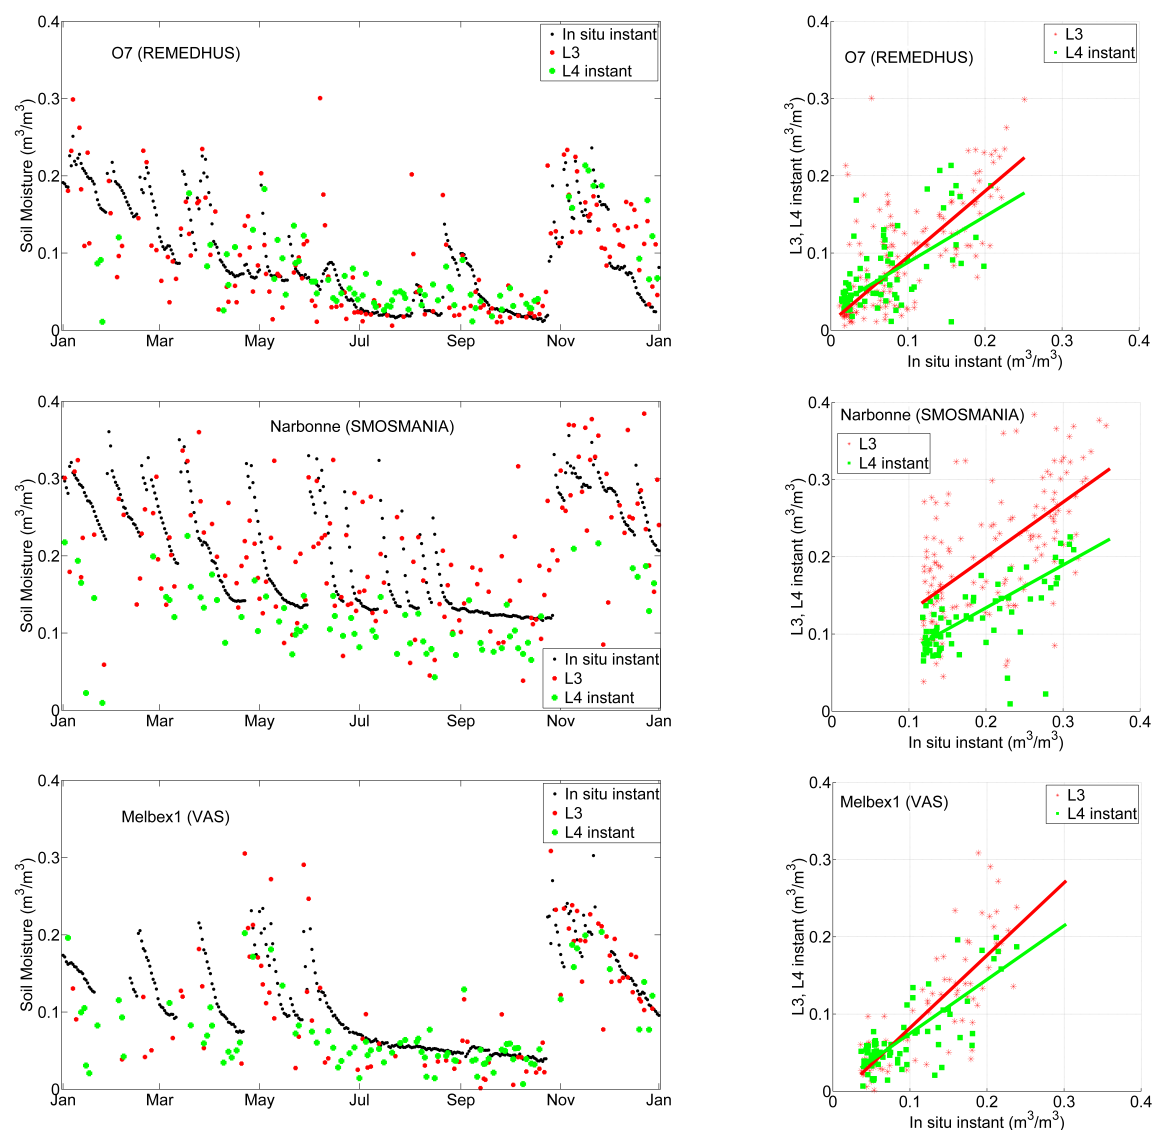 O7 (REMEDHUS)
In situ instant
L3
L4 instant
Soil Moisture (m³/m³)
0.4
0.3
0.2
0.1
0
Jan
Mar
May
Jul
Sep
Nov
Jan
O7 (REMEDHUS)
L3
L4 instant
L3, L4 instant (m³/m³)
0.4
0.3
0.2
0.1
0
0
0.1
0.2
0.3
0.4
In situ instant (m³/m³)
Narbonne (SMOSMANIA)
In situ instant
L3
L4 instant
Soil Moisture (m³/m³)
0.4
0.3
0.2
0.1
0
Jan
Mar
May
Jul
Sep
Nov
Jan
Narbonne (SMOSMANIA)
L3
L4 instant
L3, L4 instant (m³/m³)
0.4
0.3
0.2
0.1
0
0
0.1
0.2
0.3
0.4
In situ instant (m³/m³)
Melbex1 (VAS)
In situ instant
L3
L4 instant
Soil Moisture (m³/m³)
0.4
0.3
0.2
0.1
0
Jan
Mar
May
Jul
Sep
Nov
Jan
Melbex1 (VAS)
L3
L4 instant
L3, L4 instant (m³/m³)
0.4
0.3
0.2
0.1
0
0
0.1
0.2
0.3
0.4
In situ instant (m³/m³)